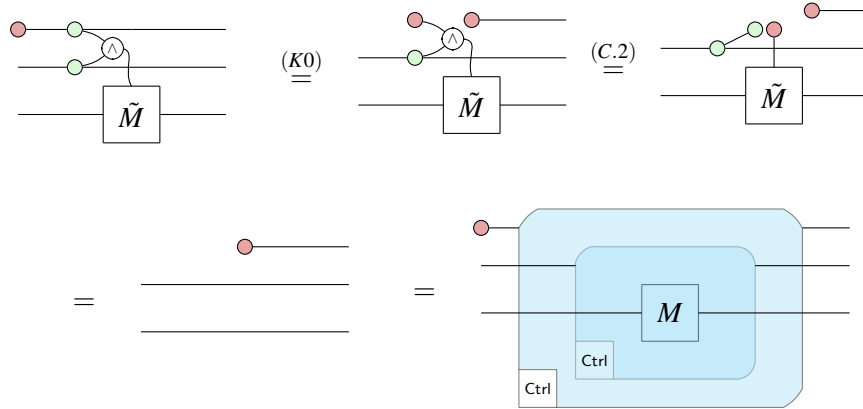 ∧ (K0) = ∧ (C.2) =
M̃ M̃ M̃
= = M
Ctrl
Ctrl